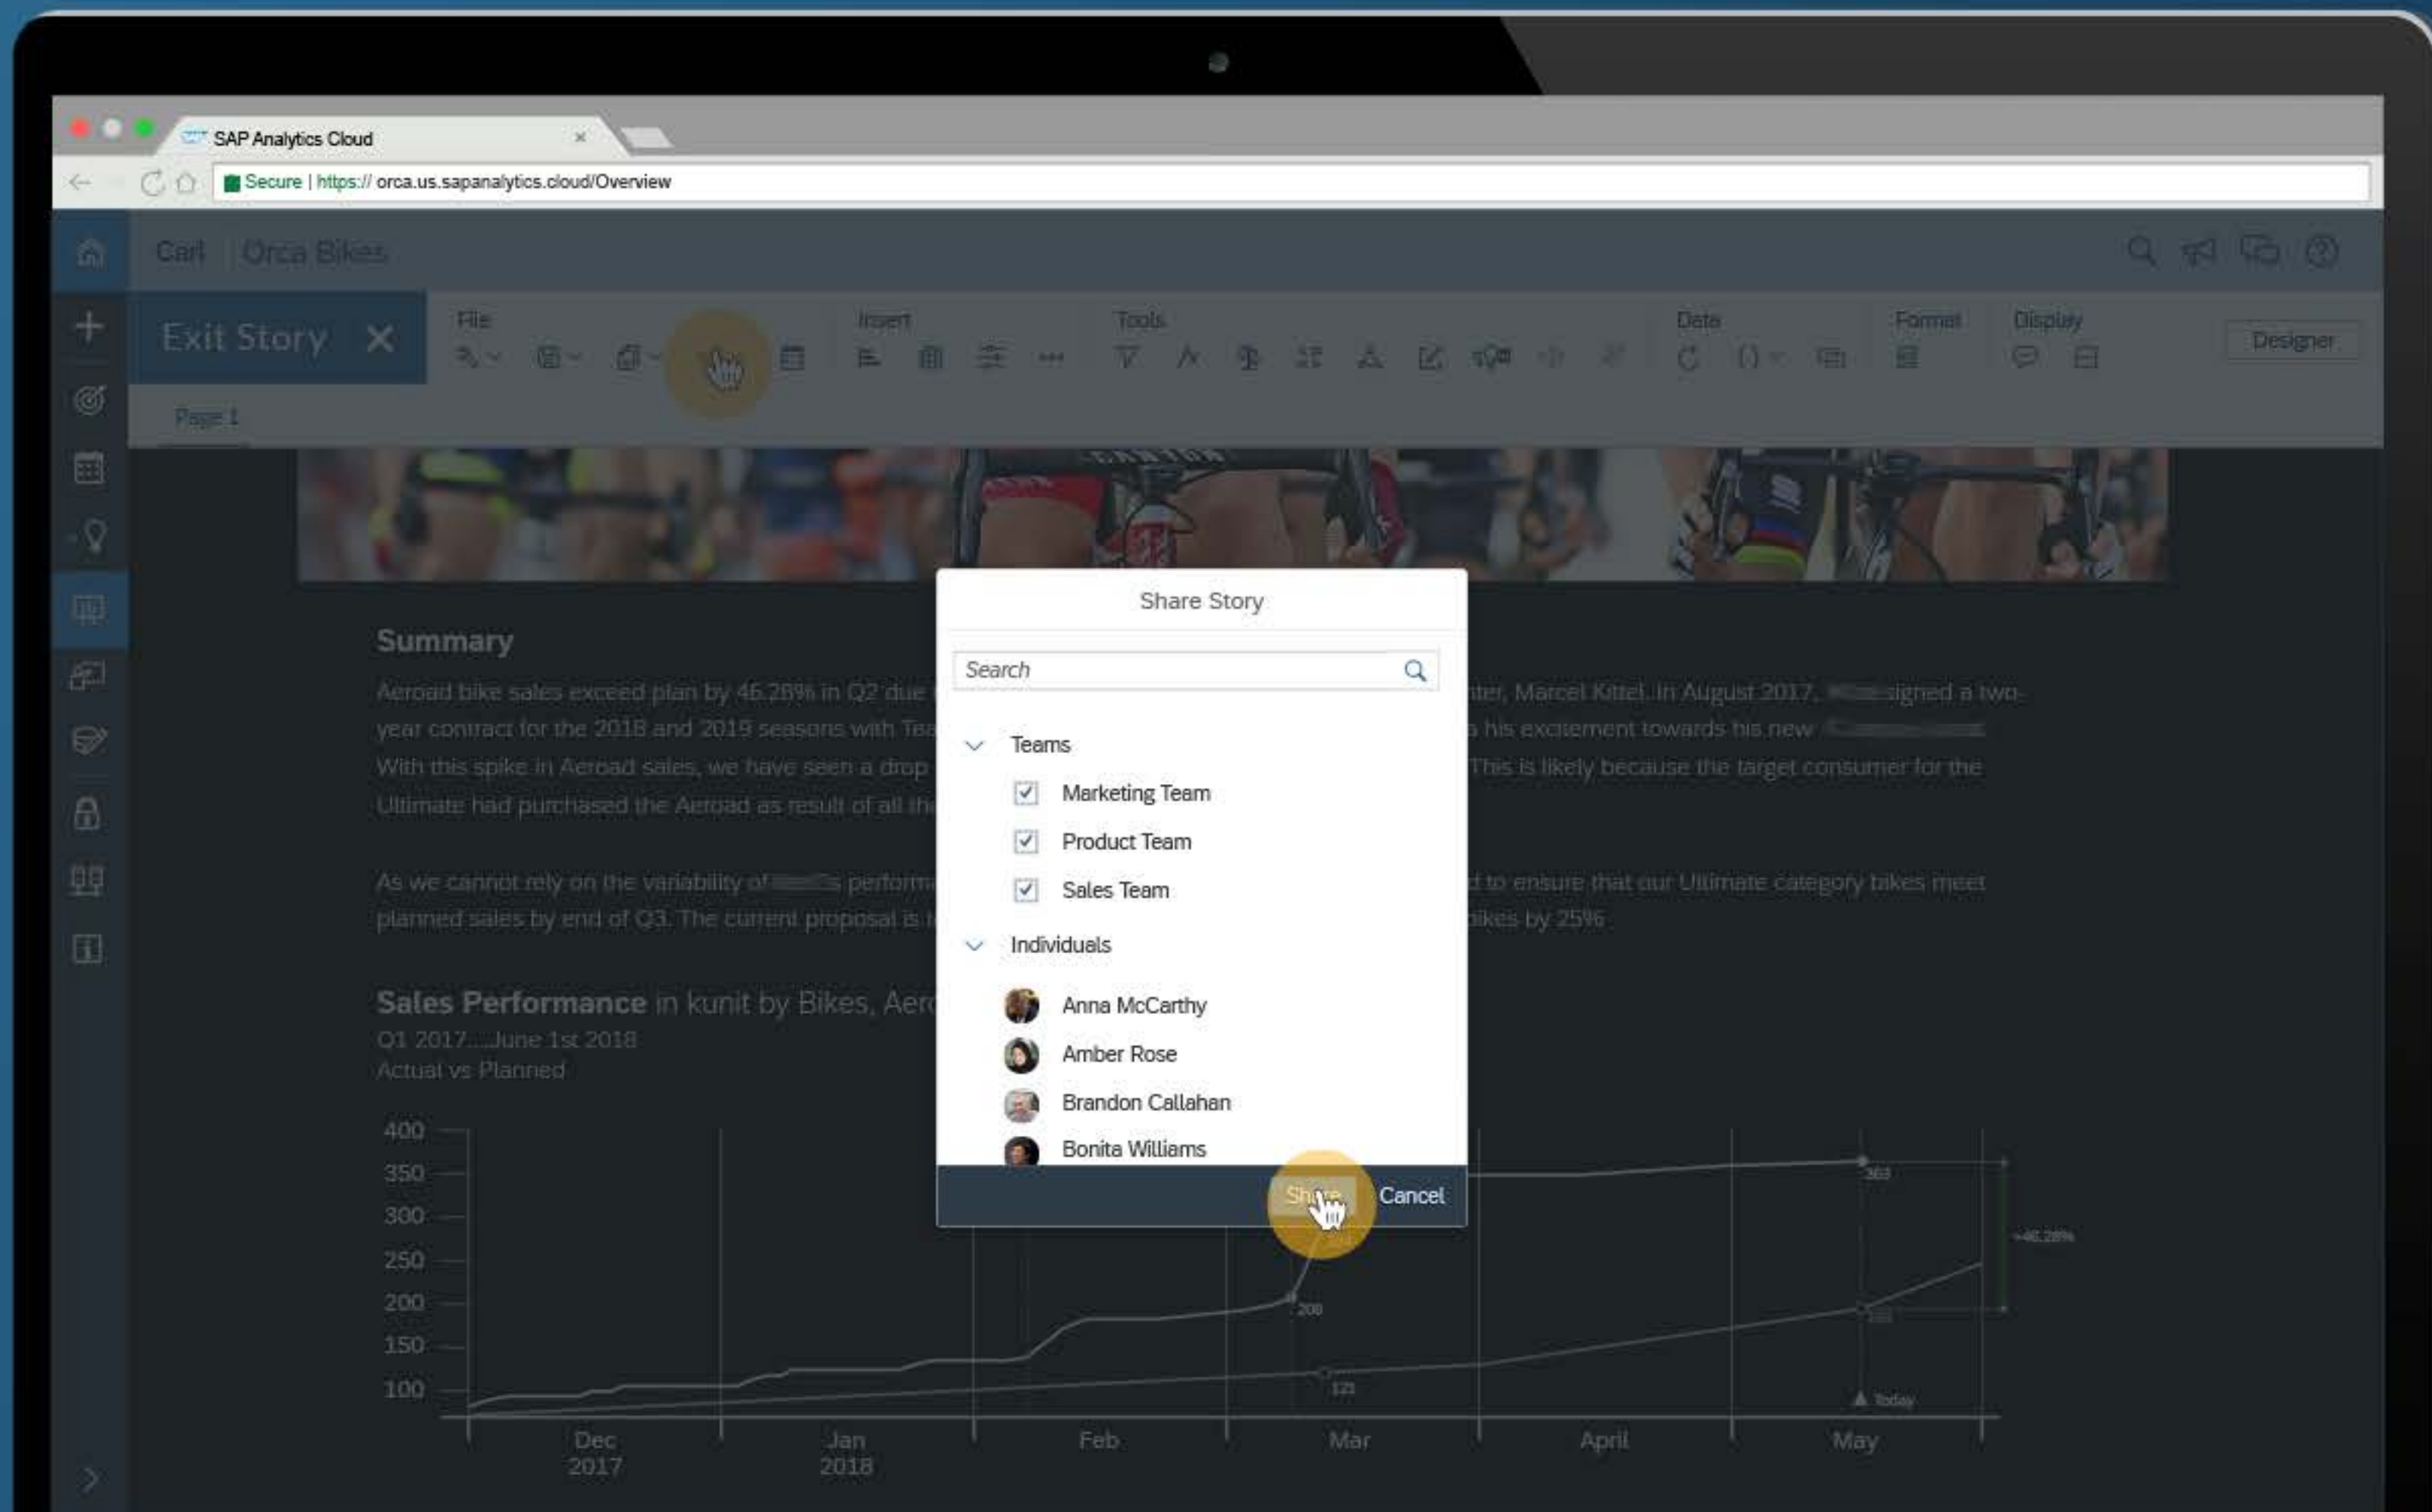 SAP Analytics Cloud
Secure | https:// orca.us.sapanalytics.cloud/Overview
Carl | Orca Bikes
Exit Story
File
Insert
Tools
Data
Format
Display
Designer
Page 1
CANYON
Share Story
Search
Teams
Marketing Team
Product Team
Sales Team
Individuals
Anna McCarthy
Amber Rose
Brandon Callahan
Bonita Williams
Share
Cancel
Summary
Aeroad bike sales exceed plan by 46.28% in Q2 due
Marcel Kittel. In August 2017, signed a two-
year contract for the 2018 and 2019 seasons with
his excitement towards his new
With this spike in Aeroad sales, we have seen a drop
This is likely because the target consumer for the
Ultimate had purchased the Aeroad as result of all
As we cannot rely on the variability of
to ensure that our Ultimate category bikes meet
planned sales by end of Q3. The current proposal is
by 25%
Sales Performance in kunit by Bikes,
Q1 2017....June 1st 2018
Actual vs Planned
400
350
300
250
200
150
100
208
121
363
+46.28%
Today
Dec
2017
Jan
2018
Feb
Mar
April
May